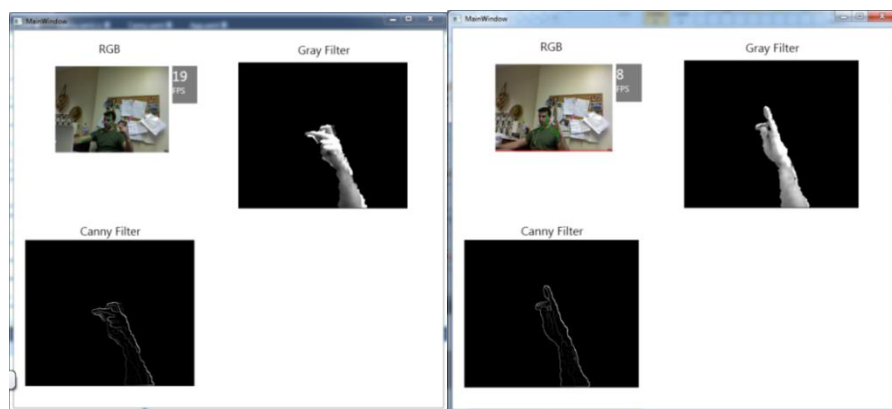 MainWindow
RGB
Gray Filter
19
FPS
Canny Filter
MainWindow
RGB
Gray Filter
8
FPS
Canny Filter